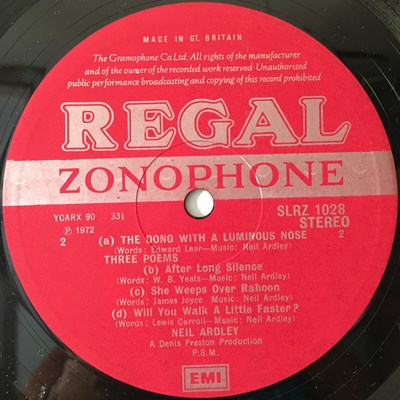 MADE IN GT. BRITAIN
The Gramophone Co Ltd. All rights of the manufacturer
and of the owner of the recorded work reserved. Unauthorised
public performance broadcasting and copying of this record prohibited
REGAL
ZONOPHONE
YCARX 90 33⅓ SLRZ 1028
℗ 1972 STEREO
2 (a) THE DONG WITH A LUMINOUS NOSE 2
(Words: Edward Lear—Music: Neil Ardley)
THREE POEMS
(b) After Long Silence
(Words: W. B. Yeats—Music: Neil Ardley)
(c) She Weeps Over Rahoon
(Words: James Joyce—Music: Neil Ardley)
(d) Will You Walk A Little Faster?
(Words: Lewis Carroll—Music: Neil Ardley)
NEIL ARDLEY
A Denis Preston Production
P.S.M.
EMI